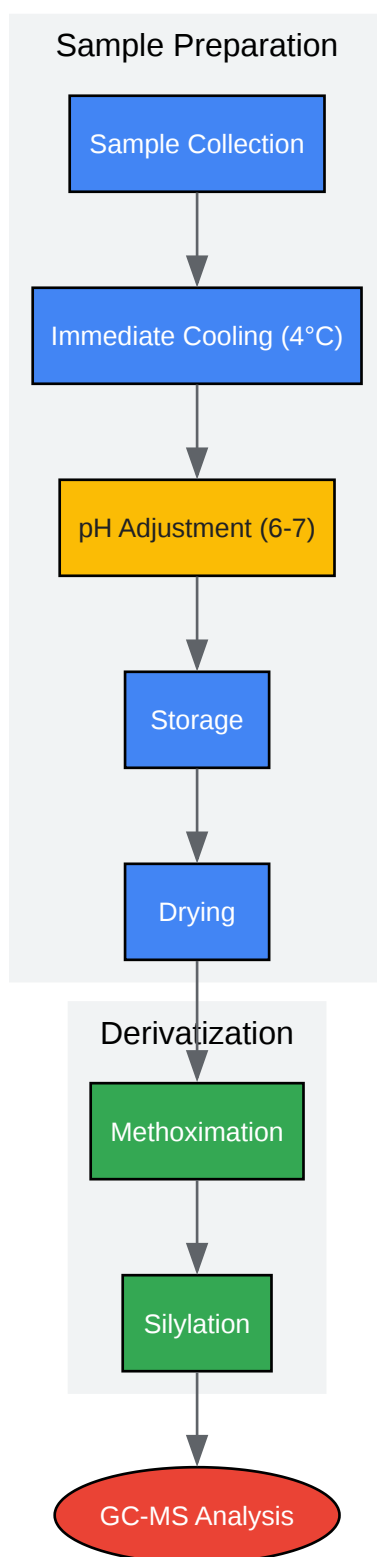 Sample Preparation
Sample Collection
Immediate Cooling (4°C)
pH Adjustment (6-7)
Storage
Drying
Derivatization
Methoximation
Silylation
GC-MS Analysis